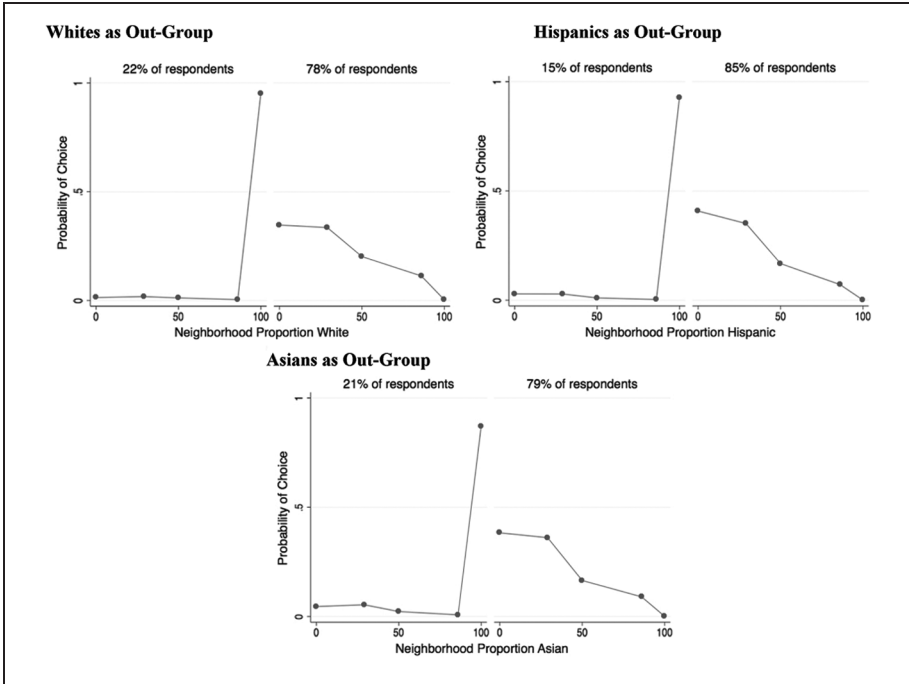 Whites as Out-Group
22% of respondents
78% of respondents
Probability of Choice
1
.5
0
0
50
100
0
50
100
Neighborhood Proportion White
Hispanics as Out-Group
15% of respondents
85% of respondents
Probability of Choice
1
.5
0
0
50
100
0
50
100
Neighborhood Proportion Hispanic
Asians as Out-Group
21% of respondents
79% of respondents
Probability of Choice
1
.5
0
0
50
100
0
50
100
Neighborhood Proportion Asian